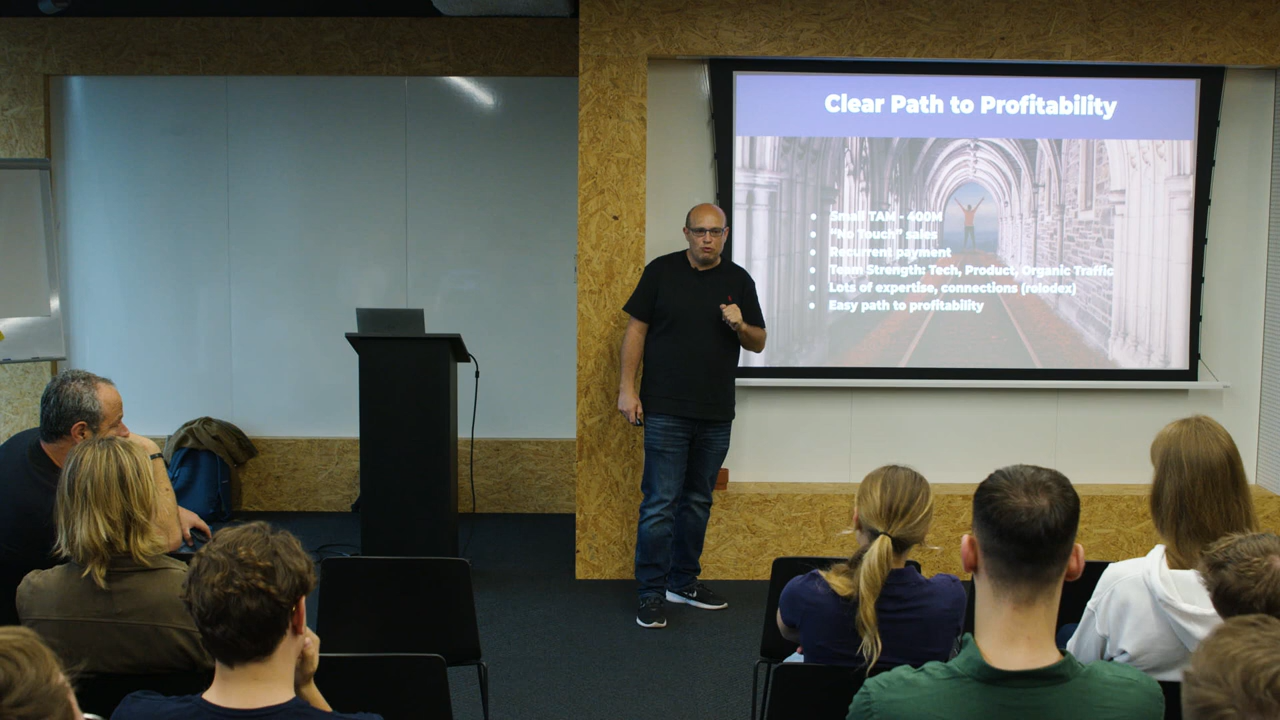 Clear Path to Profitability
• Small TAM - 400M
• "No Touch" sales
• Recurrent payment
• Team Strength: Tech, Product, Organic Traffic
• Lots of expertise, connections (rolodex)
• Easy path to profitability